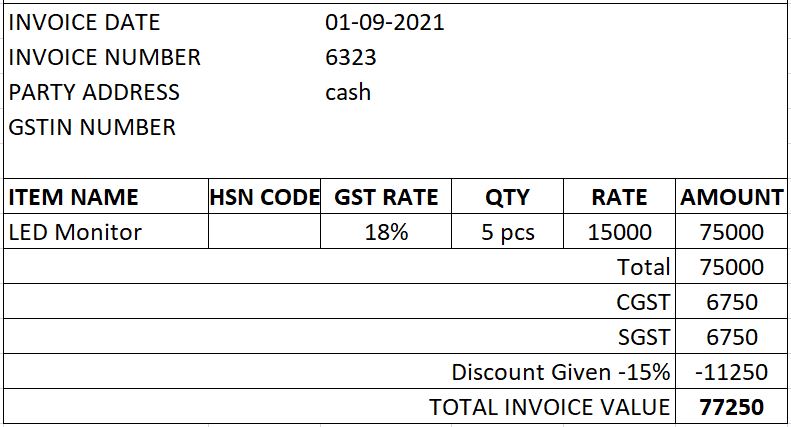 INVOICE DATE 01-09-2021
INVOICE NUMBER 6323
PARTY ADDRESS cash
GSTIN NUMBER
ITEM NAME HSN CODE GST RATE QTY RATE AMOUNT
LED Monitor 18% 5 pcs 15000 75000
Total 75000
CGST 6750
SGST 6750
Discount Given -15% -11250
TOTAL INVOICE VALUE 77250